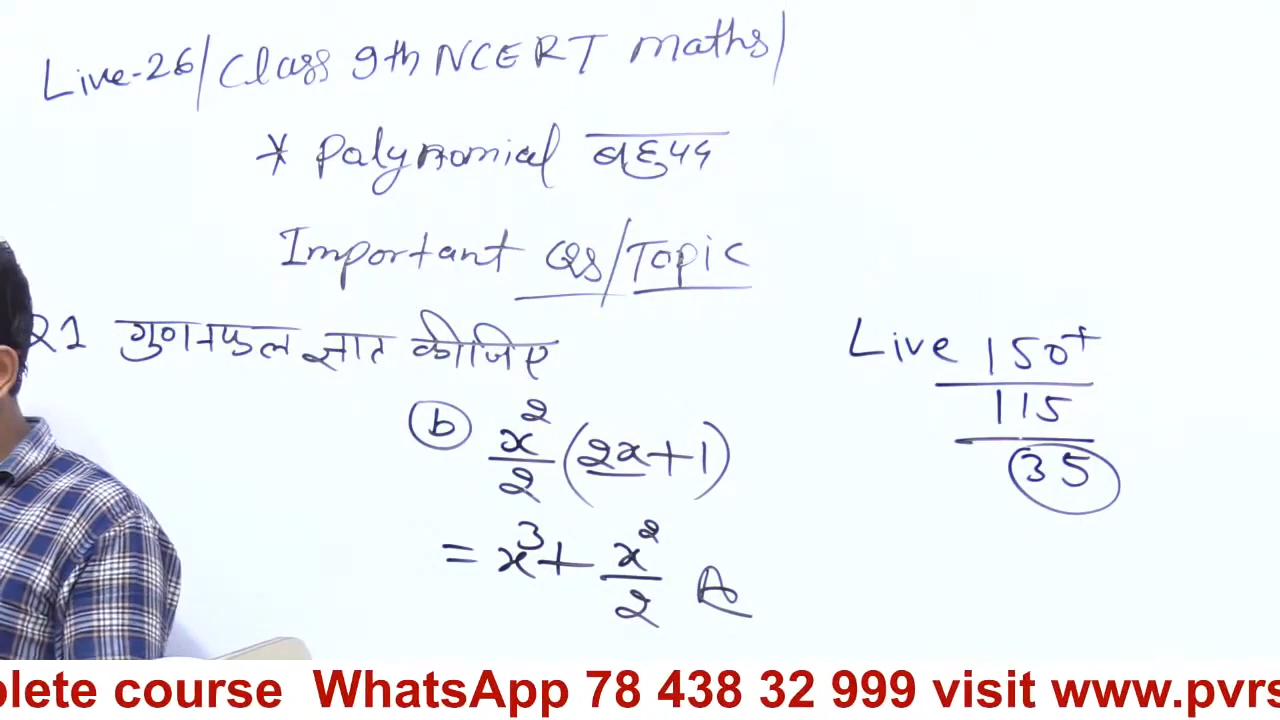 Live-26/Class 9th NCERT maths/
* Polynomial बहुपद
Important Qs/Topic
21 गुणनफल ज्ञात कीजिए
Live 150+
115
35
(b) x²/2 (2x+1)
= x³ + x²/2 A
plete course WhatsApp 78 438 32 999 visit www.pvrs